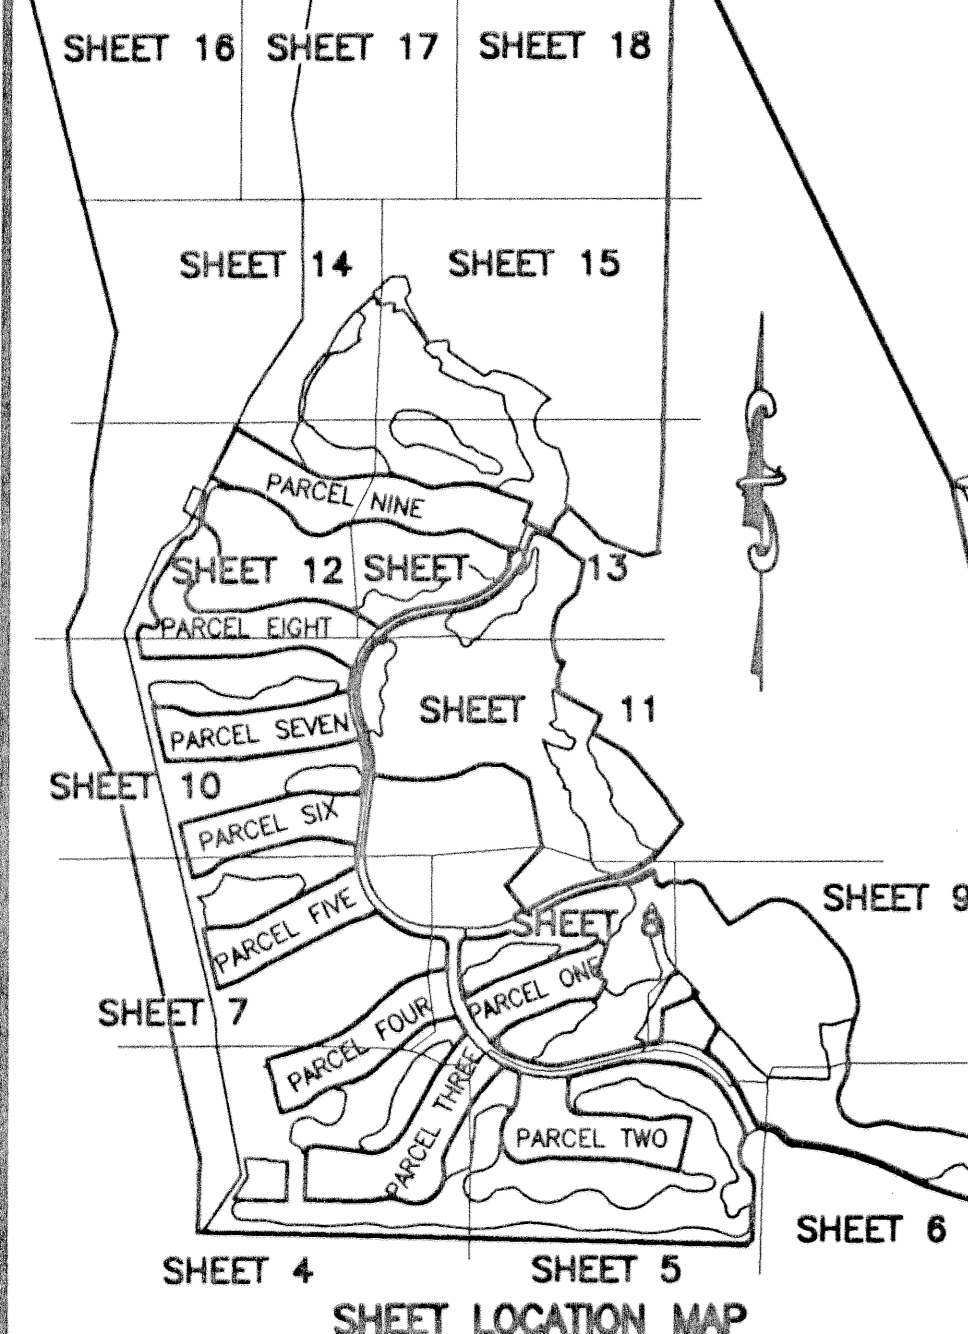 SHEET 16 SHEET 17 SHEET 18
SHEET 14 SHEET 15
PARCEL NINE
SHEET 12 SHEET 13
PARCEL EIGHT
SHEET 11
PARCEL SEVEN
SHEET 10
PARCEL SIX
SHEET 9
PARCEL FIVE
SHEET 8
PARCEL ONE
SHEET 7
PARCEL FOUR
PARCEL THREE
PARCEL TWO
SHEET 6
SHEET 4 SHEET 5
SHEET LOCATION MAP